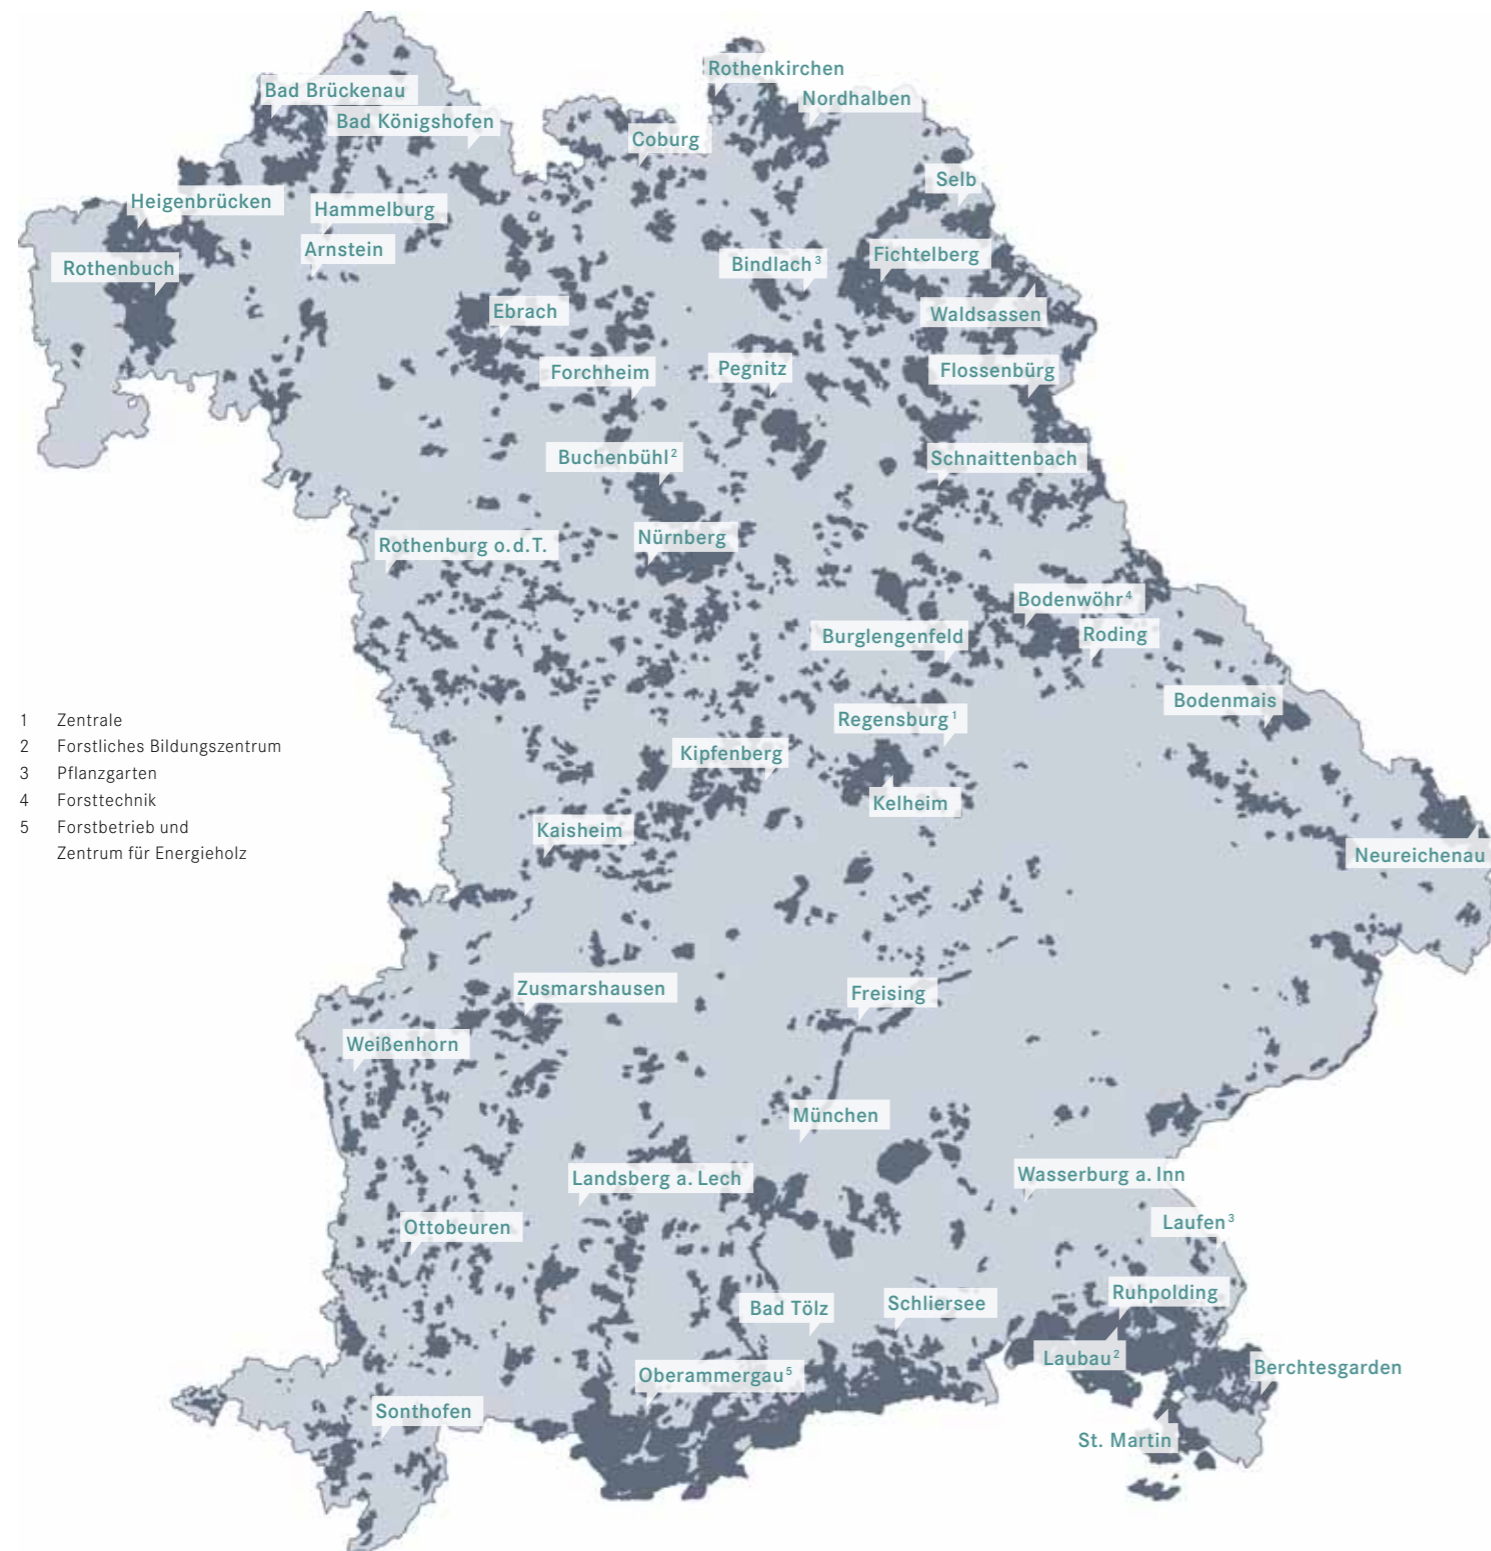 Rothenkirchen
Bad Brückenau
Nordhalben
Bad Königshofen
Coburg
Selb
Heigenbrücken
Hammelburg
Arnstein
Fichtelberg
Bindlach³
Rothenbuch
Ebrach
Waldsassen
Pegnitz
Flossenbürg
Forchheim
Buchenbühl²
Schnaittenbach
Nürnberg
Rothenburg o.d.T.
Bodenwöhr⁴
Burglengenfeld
Roding
Bodenmais
Regensburg¹
Kipfenberg
Kelheim
Kaisheim
Neureichenau
1 Zentrale
2 Forstliches Bildungszentrum
3 Pflanzgarten
4 Forsttechnik
5 Forstbetrieb und
Zentrum für Energieholz
Zusmarshausen
Freising
Weißenhorn
München
Landsberg a. Lech
Wasserburg a. Inn
Ottobeuren
Laufen³
Ruhpolding
Bad Tölz
Schliersee
Laubau²
Oberammergau⁵
Berchtesgarden
Sonthofen
St. Martin